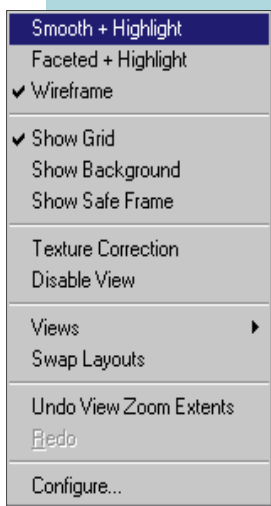 Smooth + Highlight
Faceted + Highlight
Wireframe
Show Grid
Show Background
Show Safe Frame
Texture Correction
Disable View
Views
Swap Layouts
Undo View Zoom Extents
Redo
Configure...